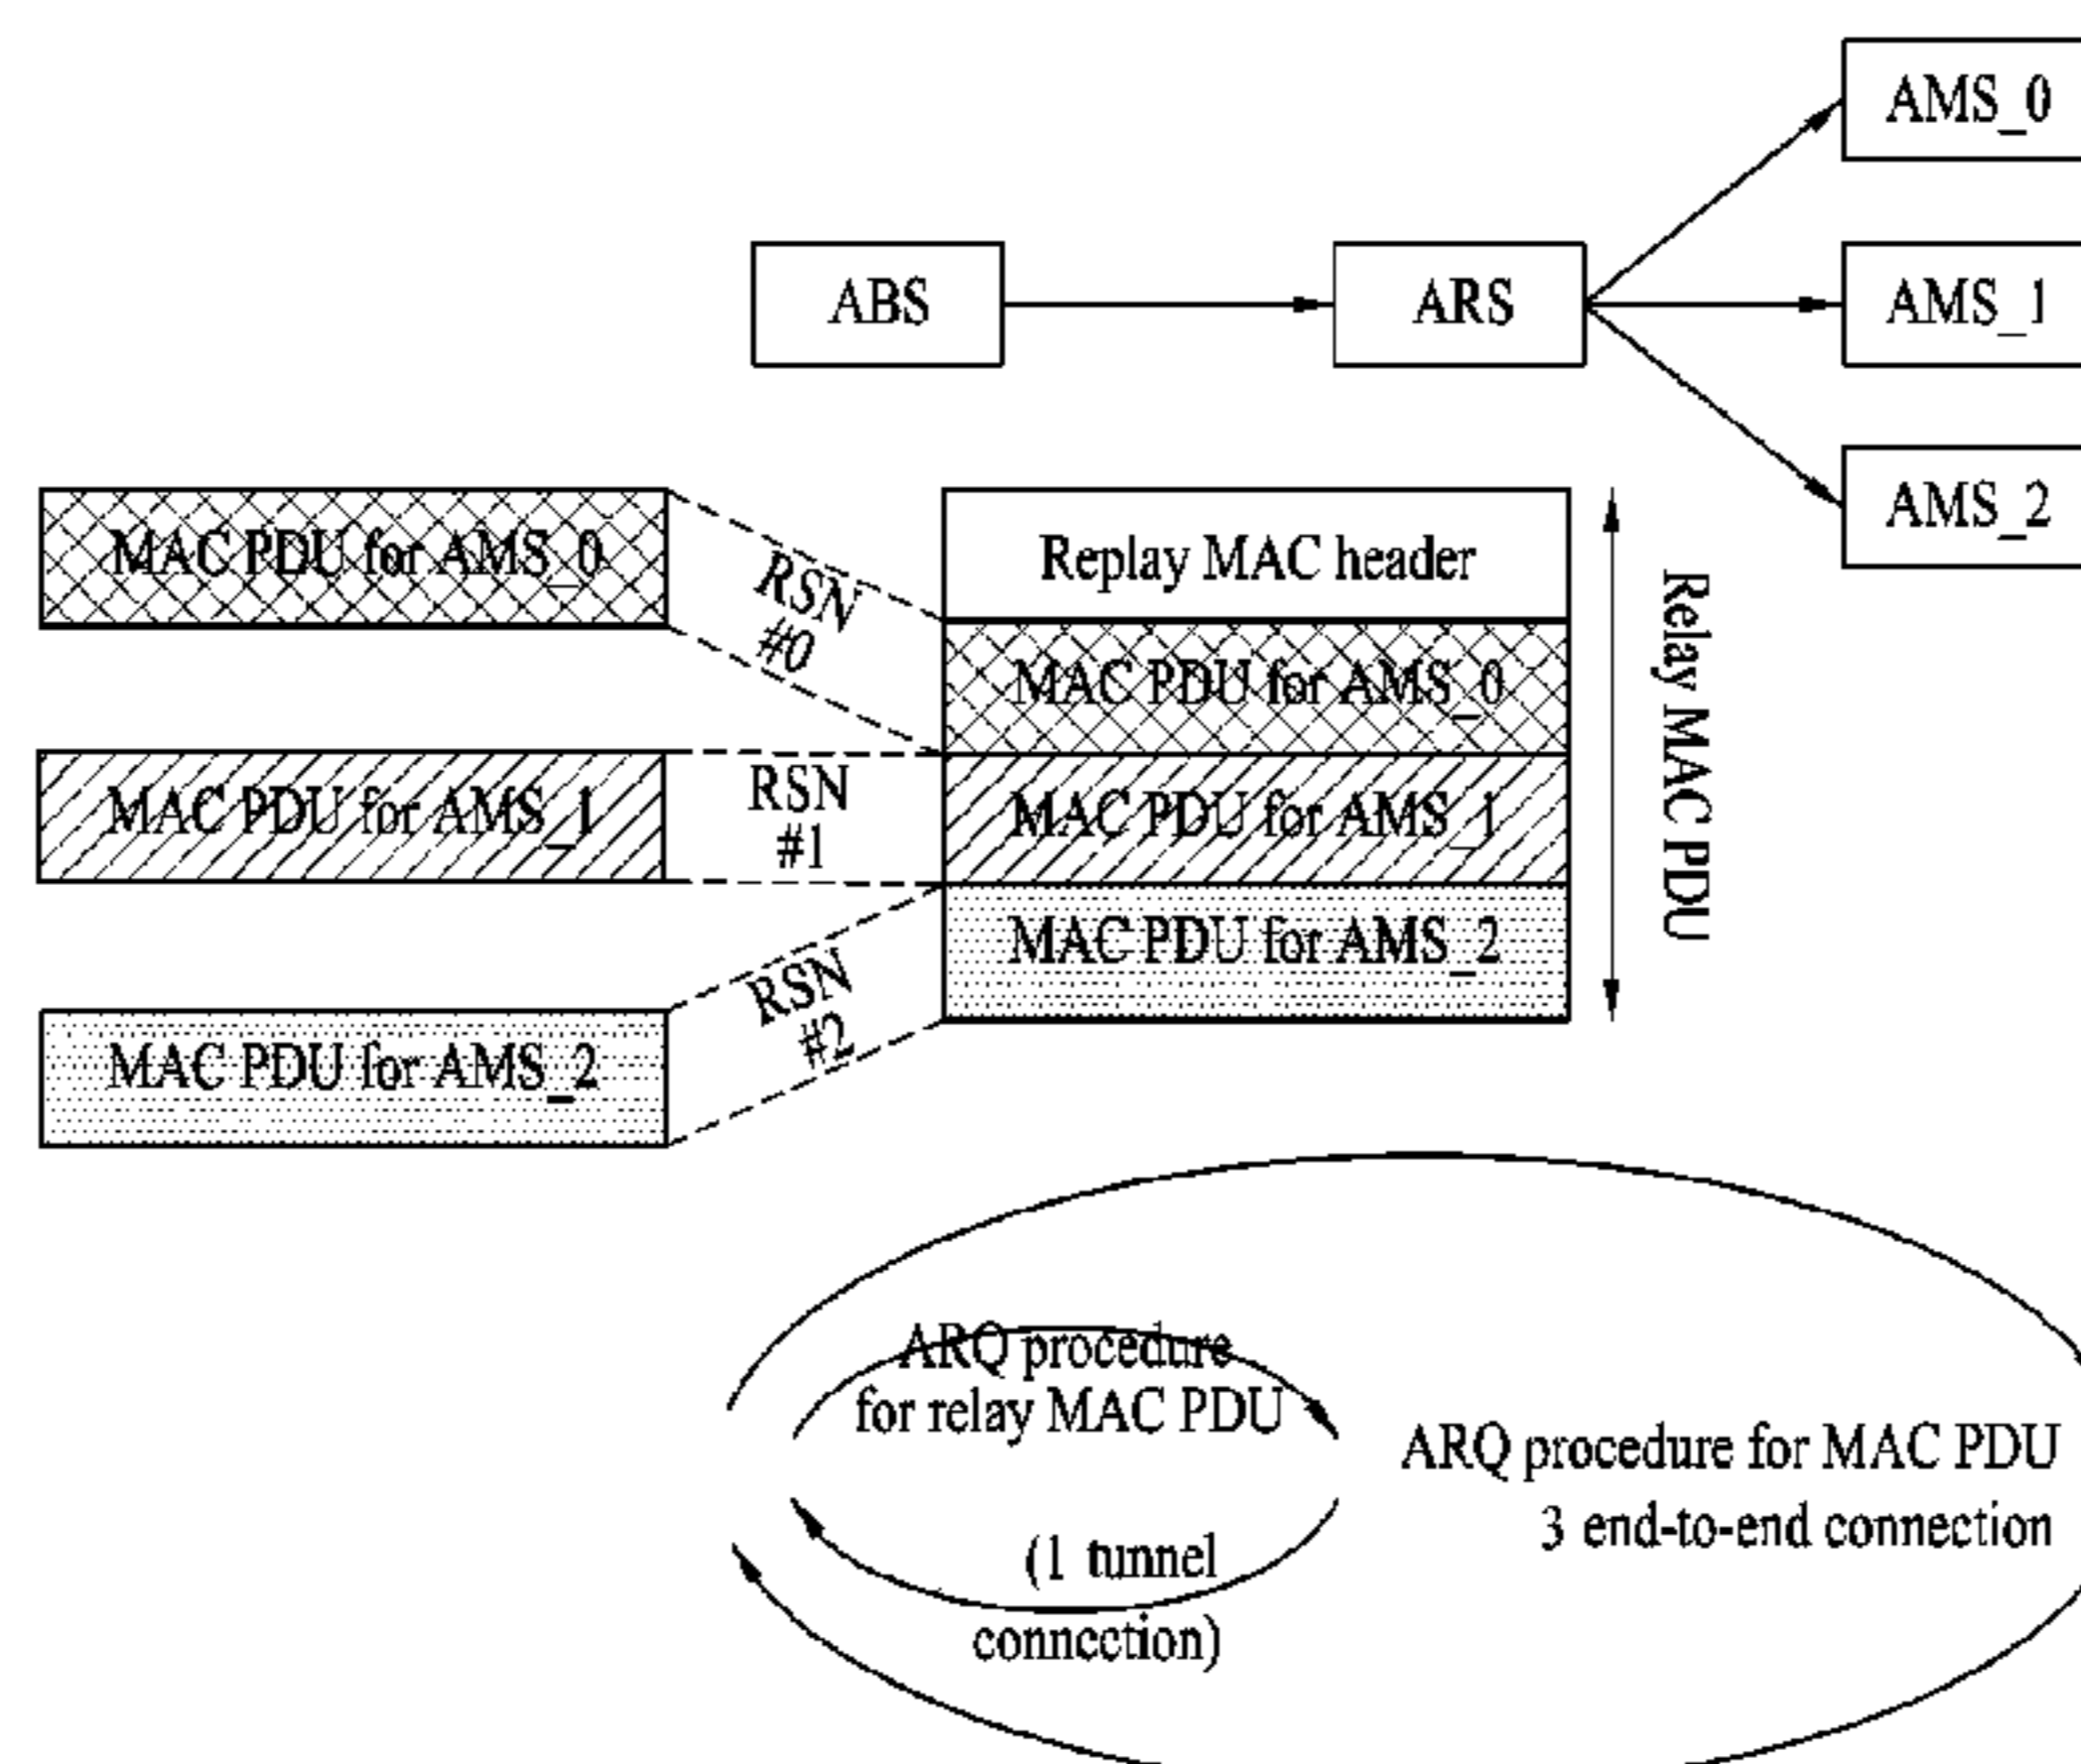 AMS_0
ABS
ARS
AMS_1
AMS_2
MAC PDU for AMS_0
RSN
#0
Replay MAC header
MAC PDU for AMS_0
MAC PDU for AMS_1
RSN
#1
MAC PDU for AMS_1
MAC PDU for AMS_2
RSN
#2
MAC PDU for AMS_2
Relay MAC PDU
ARQ procedure
for relay MAC PDU
(1 tunnel
connection)
ARQ procedure for MAC PDU
3 end-to-end connection